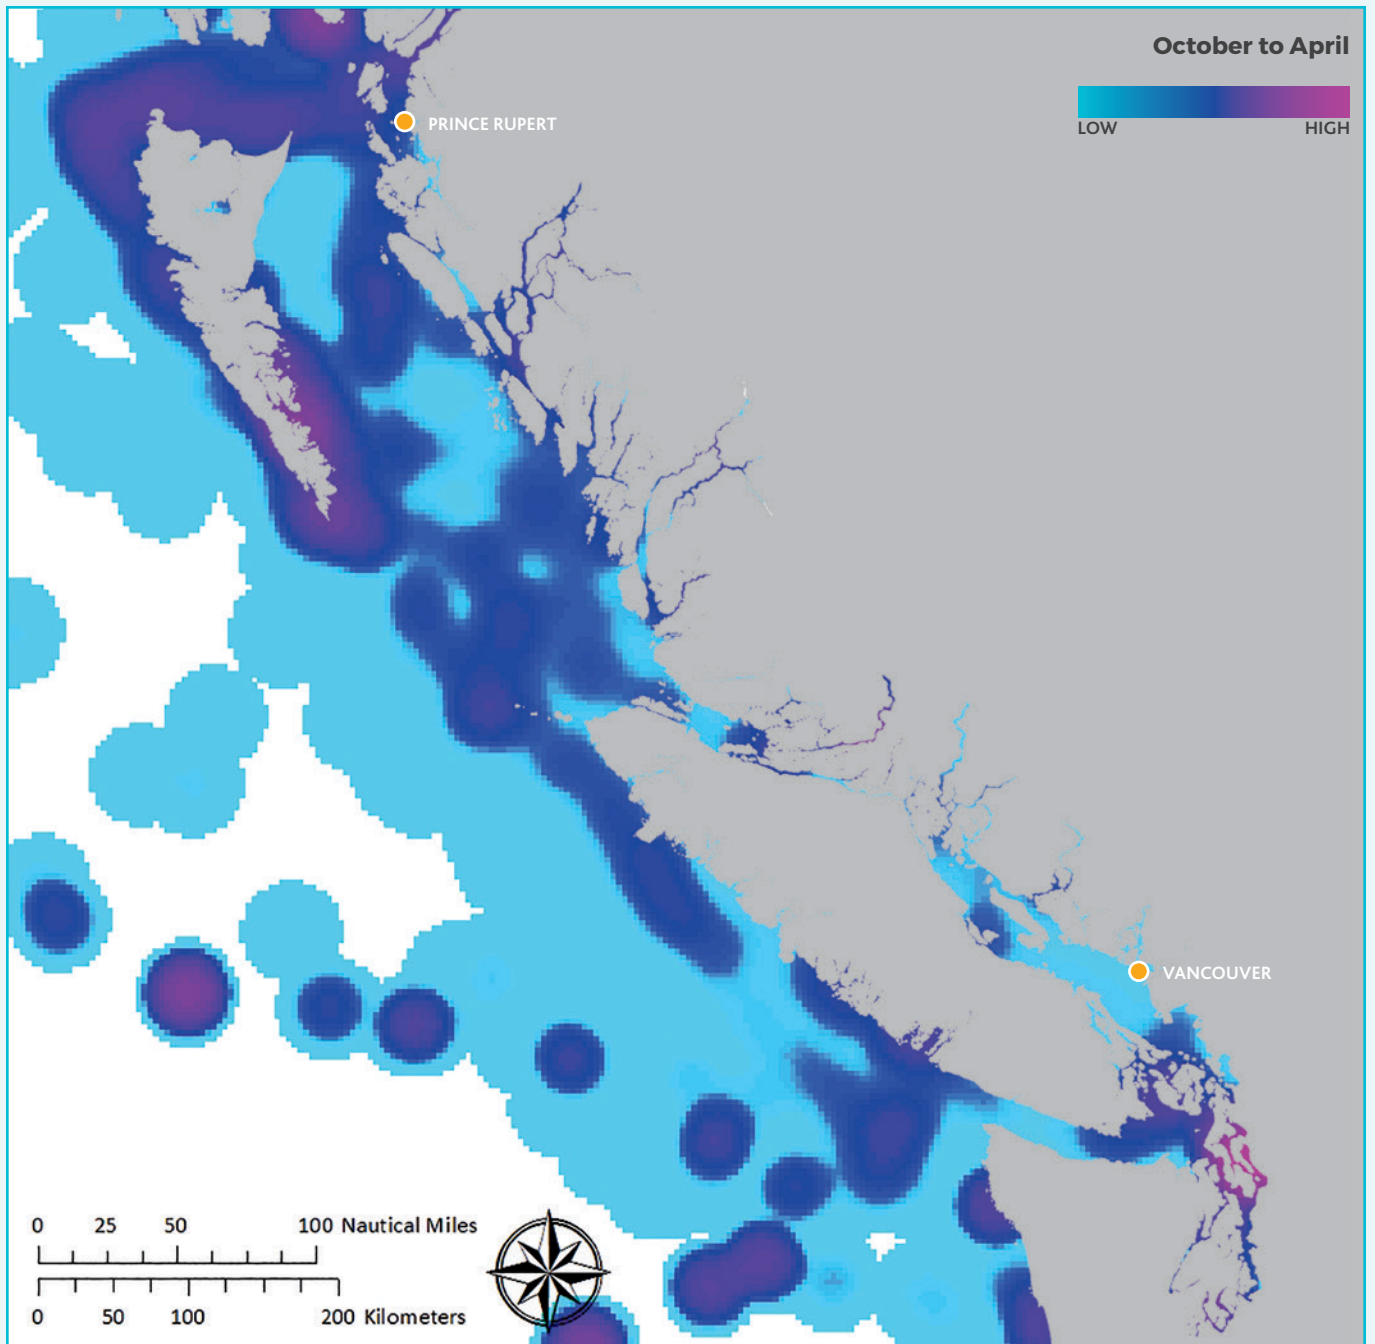 October to April
LOW HIGH
PRINCE RUPERT
VANCOUVER
0 25 50 100 Nautical Miles
0 50 100 200 Kilometers